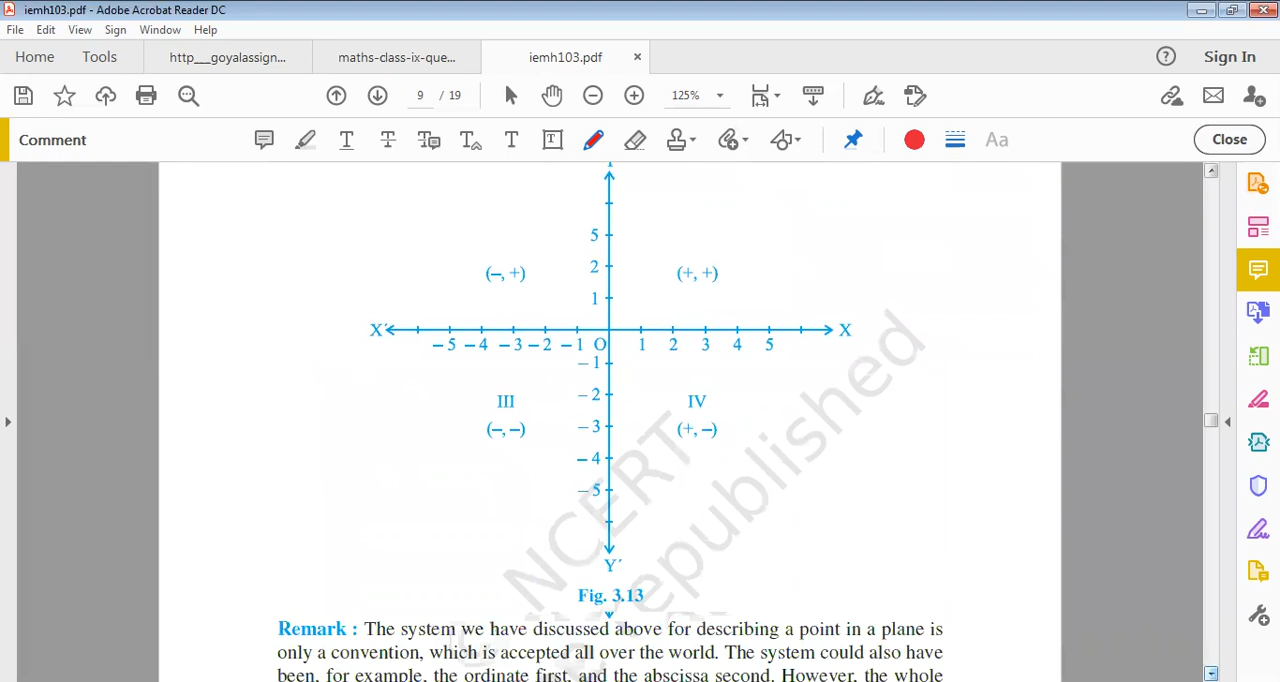 iemh103.pdf - Adobe Acrobat Reader DC
File Edit View Sign Window Help
Home Tools http___goyalassign... maths-class-ix-que... iemh103.pdf × Sign In
9 / 19 125%
Comment Close
5
(–, +) 2 (+, +)
1
X´ X
– 5 – 4 – 3 – 2 – 1 O 1 2 3 4 5
– 1
III – 2 IV
(–, –) – 3 (+, –)
– 4
– 5
Y´
Fig. 3.13
NCERT
republished
Remark : The system we have discussed above for describing a point in a plane is
only a convention, which is accepted all over the world. The system could also have
been, for example, the ordinate first, and the abscissa second. However, the whole